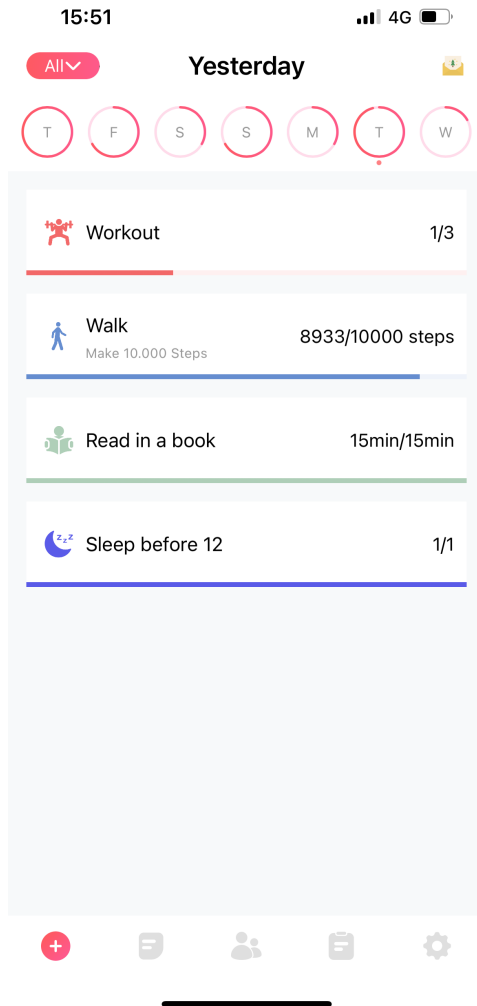 15:51
4G
All
Yesterday
T F S S M T W
Workout
1/3
Walk
Make 10.000 Steps
8933/10000 steps
Read in a book
15min/15min
zzz
Sleep before 12
1/1